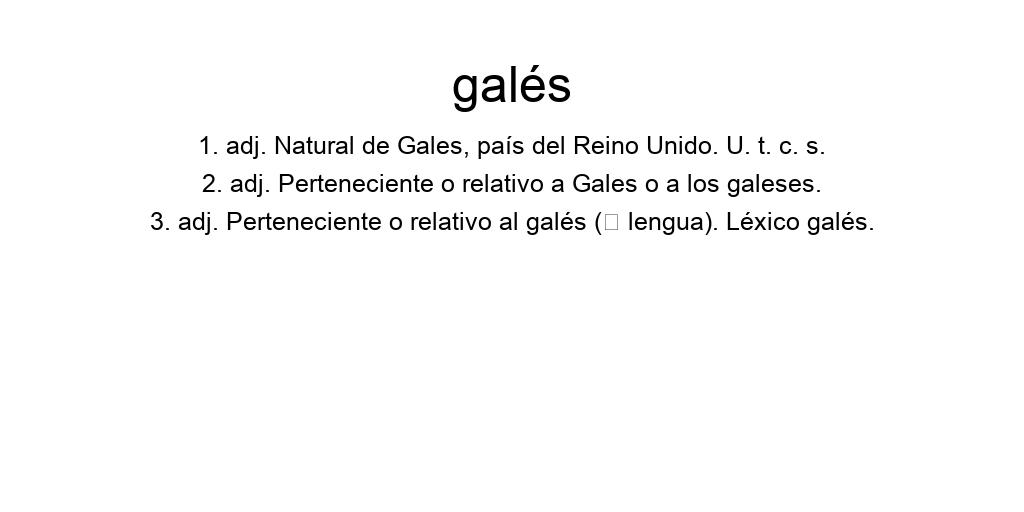 galés
1. adj. Natural de Gales, país del Reino Unido. U. t. c. s.
2. adj. Perteneciente o relativo a Gales o a los galeses.
3. adj. Perteneciente o relativo al galés (□ lengua). Léxico galés.